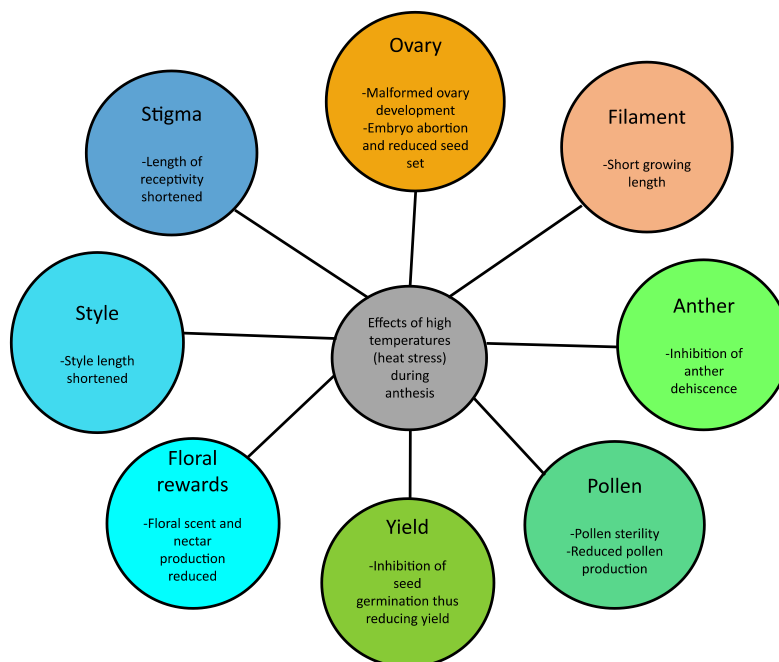 Ovary
-Malformed ovary
development
-Embryo abortion
and reduced seed
set
Filament
-Short growing
length
Anther
-Inhibition of
anther
dehiscence
Pollen
-Pollen sterility
-Reduced pollen
production
Yield
-Inhibition of
seed
germination thus
reducing yield
Floral
rewards
-Floral scent and
nectar
production
reduced
Style
-Style length
shortened
Stigma
-Length of
receptivity
shortened
Effects of high
temperatures
(heat stress)
during
anthesis